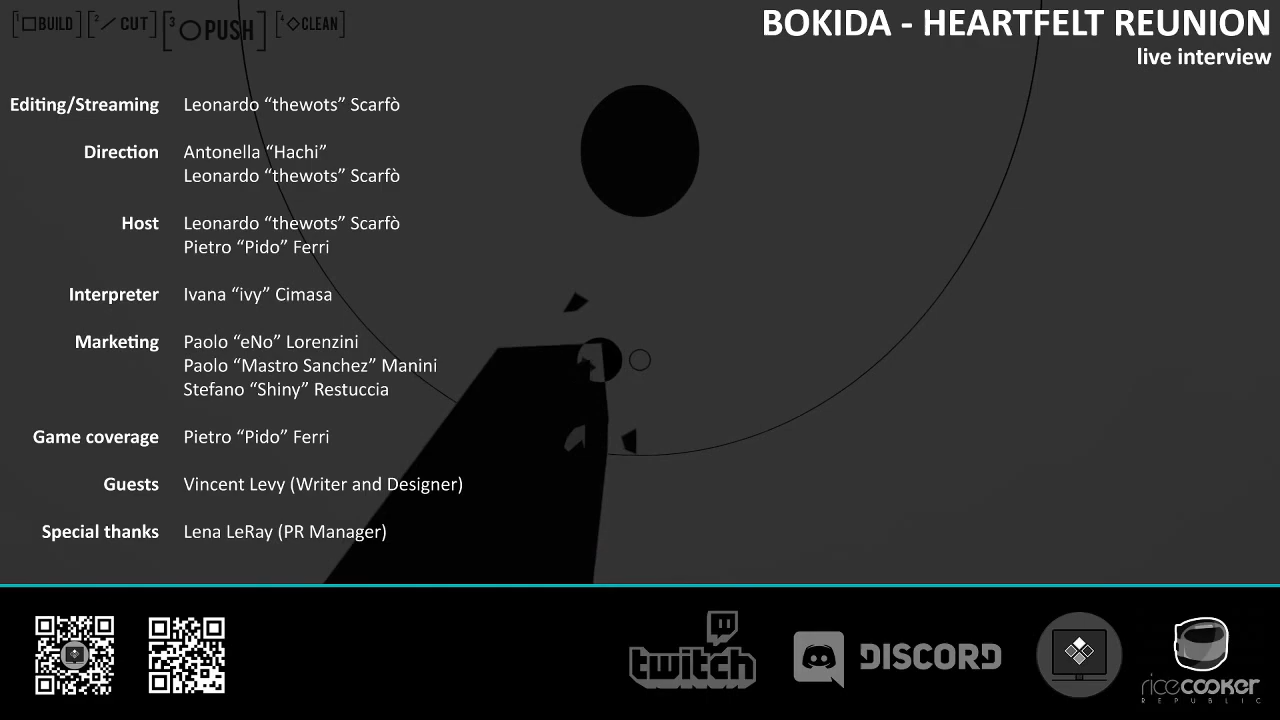 [1 BUILD] [2 CUT] [3 PUSH] [4 CLEAN]
BOKIDA - HEARTFELT REUNION
live interview
Editing/Streaming Leonardo “thewots” Scarfò
Direction Antonella “Hachi”
Leonardo “thewots” Scarfò
Host Leonardo “thewots” Scarfò
Pietro “Pido” Ferri
Interpreter Ivana “ivy” Cimasa
Marketing Paolo “eNo” Lorenzini
Paolo “Mastro Sanchez” Manini
Stefano “Shiny” Restuccia
Game coverage Pietro “Pido” Ferri
Guests Vincent Levy (Writer and Designer)
Special thanks Lena LeRay (PR Manager)
twitch
DISCORD
ricecooker
REPUBLIC